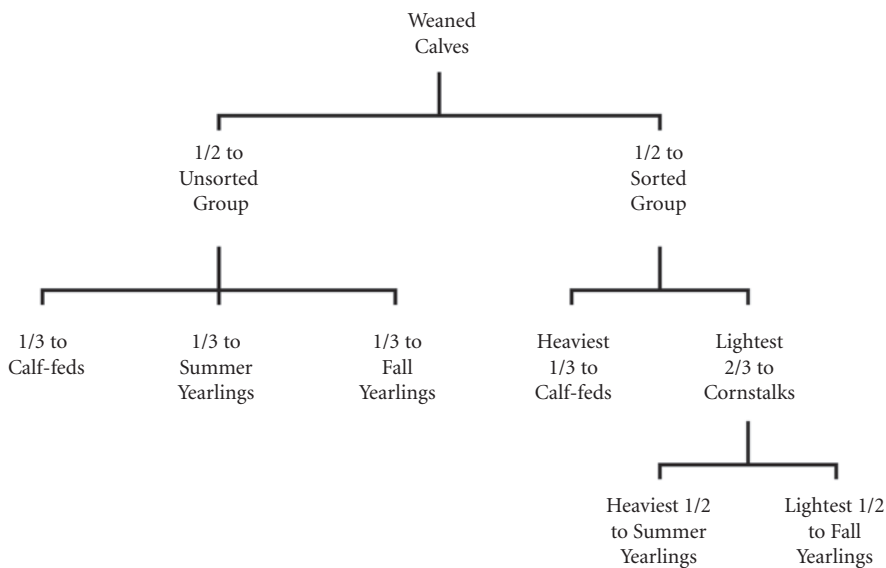 Weaned
Calves
1/2 to
Unsorted
Group
1/2 to
Sorted
Group
1/3 to
Calf-feds
1/3 to
Summer
Yearlings
1/3 to
Fall
Yearlings
Heaviest
1/3 to
Calf-feds
Lightest
2/3 to
Cornstalks
Heaviest 1/2
to Summer
Yearlings
Lightest 1/2
to Fall
Yearlings